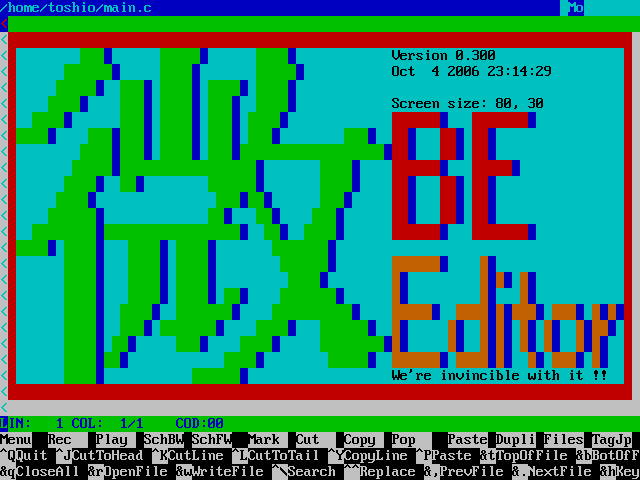 /home/toshio/main.c Mo
Version 0.300
Oct  4 2006 23:14:29
Screen size: 80, 30
微
BE
Editor
We're invincible with it !!
LIN:   1 COL:  1/1    COD:00
Menu  Rec   Play  SchBW SchFW  Mark  Cut   Copy  Pop    Paste Dupli Files TagJp
^QQuit ^JCutToHead ^KCutLine ^LCutToTail ^YCopyLine ^PPaste &tTopOfFile &bBotOfF
&qCloseAll &rOpenFile &wWriteFile ^\Search ^^Replace &,PrevFile &.NextFile &hKey